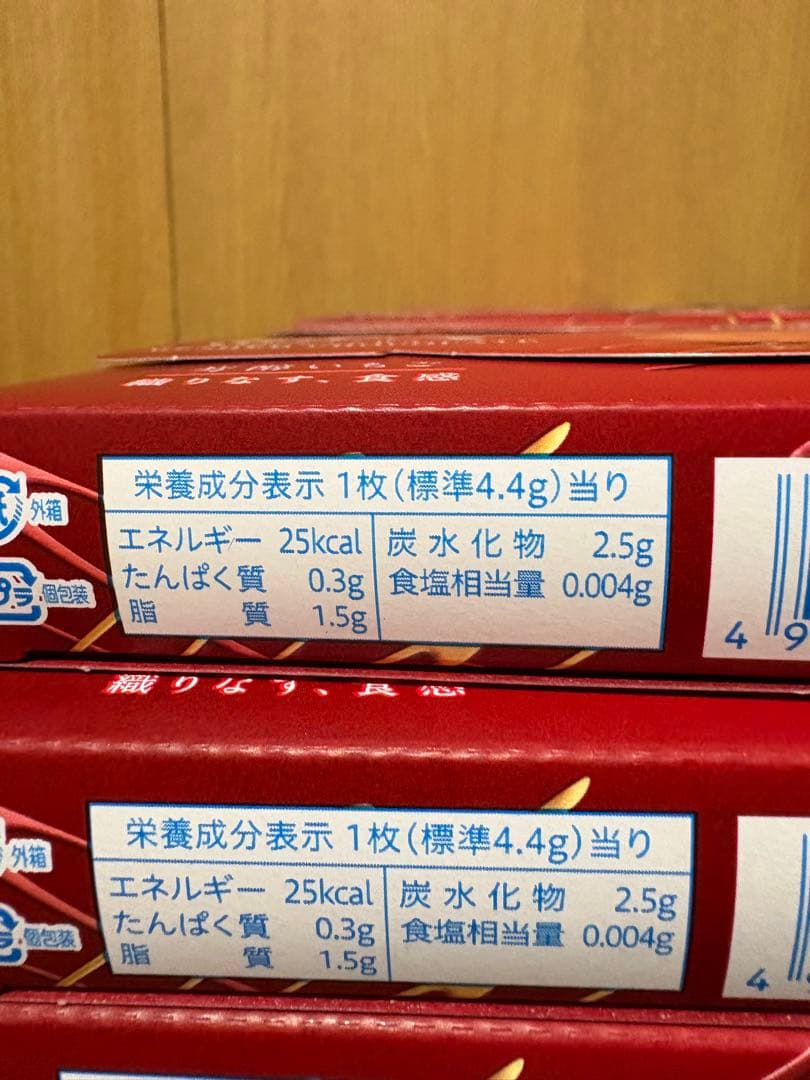 織りなす、食感
外箱
プラ
個包装
栄養成分表示 1枚(標準4.4g)当り
エネルギー 25kcal
たんぱく質 0.3g
脂質 1.5g
炭水化物 2.5g
食塩相当量 0.004g
4 9
織りなす、食感
外箱
個包装
栄養成分表示 1枚(標準4.4g)当り
エネルギー 25kcal
たんぱく質 0.3g
脂質 1.5g
炭水化物 2.5g
食塩相当量 0.004g
4